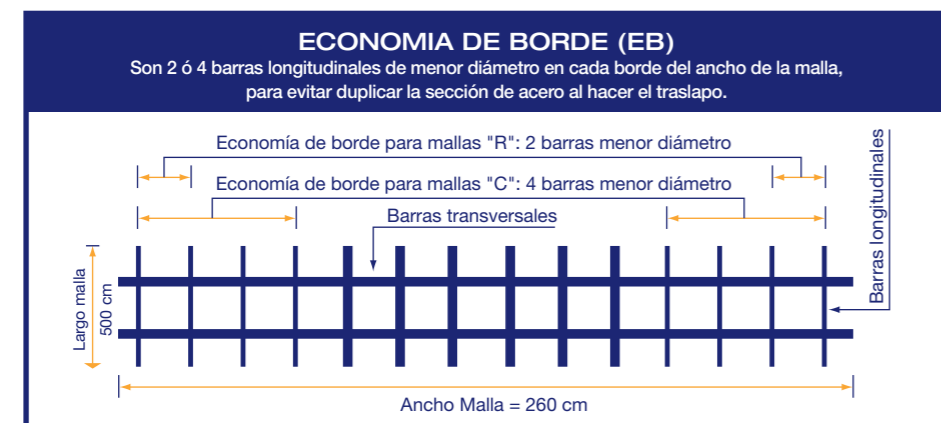 ECONOMIA DE BORDE (EB)
Son 2 ó 4 barras longitudinales de menor diámetro en cada borde del ancho de la malla,
para evitar duplicar la sección de acero al hacer el traslapo.
Economía de borde para mallas "R": 2 barras menor diámetro
Economía de borde para mallas "C": 4 barras menor diámetro
Barras transversales
Barras longitudinales
Largo malla
500 cm
Ancho Malla = 260 cm